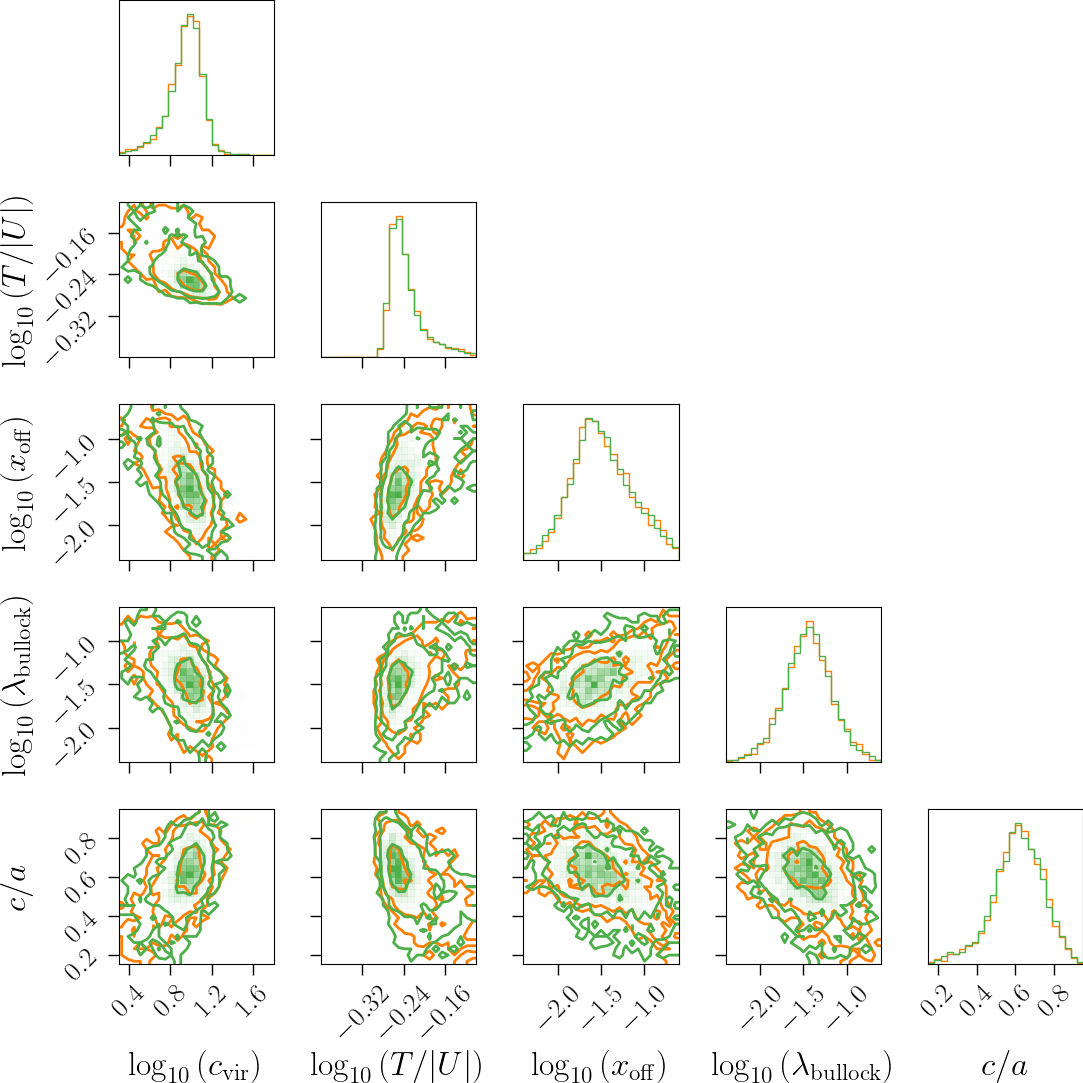 log₁₀(T/|U|)
−0.16
−0.24
−0.32
log₁₀(x_off)
−1.0
−1.5
−2.0
log₁₀(λ_bullock)
−1.0
−1.5
−2.0
c/a
0.8
0.6
0.4
0.2
0.4 0.8 1.2 1.6 −0.32 −0.24 −0.16 −2.0 −1.5 −1.0 −2.0 −1.5 −1.0 0.2 0.4 0.6 0.8
log₁₀(c_vir) log₁₀(T/|U|) log₁₀(x_off) log₁₀(λ_bullock) c/a